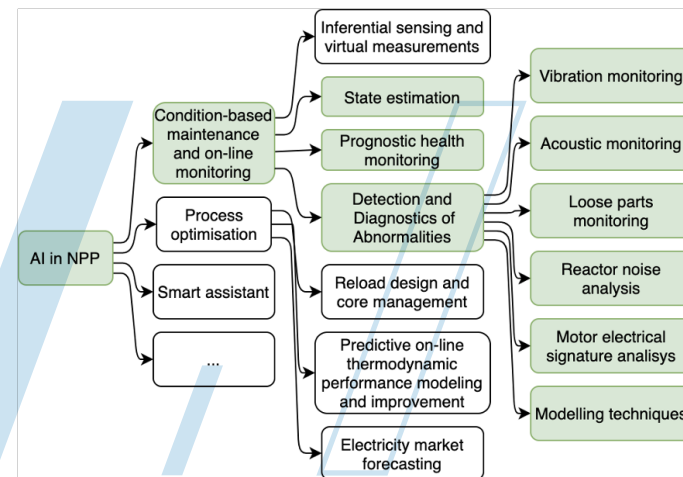 AI in NPP
Condition-based
maintenance
and on-line
monitoring
Process
optimisation
Smart assistant
...
Inferential sensing and
virtual measurements
State estimation
Prognostic health
monitoring
Detection and
Diagnostics of
Abnormalities
Reload design and
core management
Predictive on-line
thermodynamic
performance modeling
and improvement
Electricity market
forecasting
Vibration monitoring
Acoustic monitoring
Loose parts
monitoring
Reactor noise
analysis
Motor electrical
signature analisys
Modelling techniques